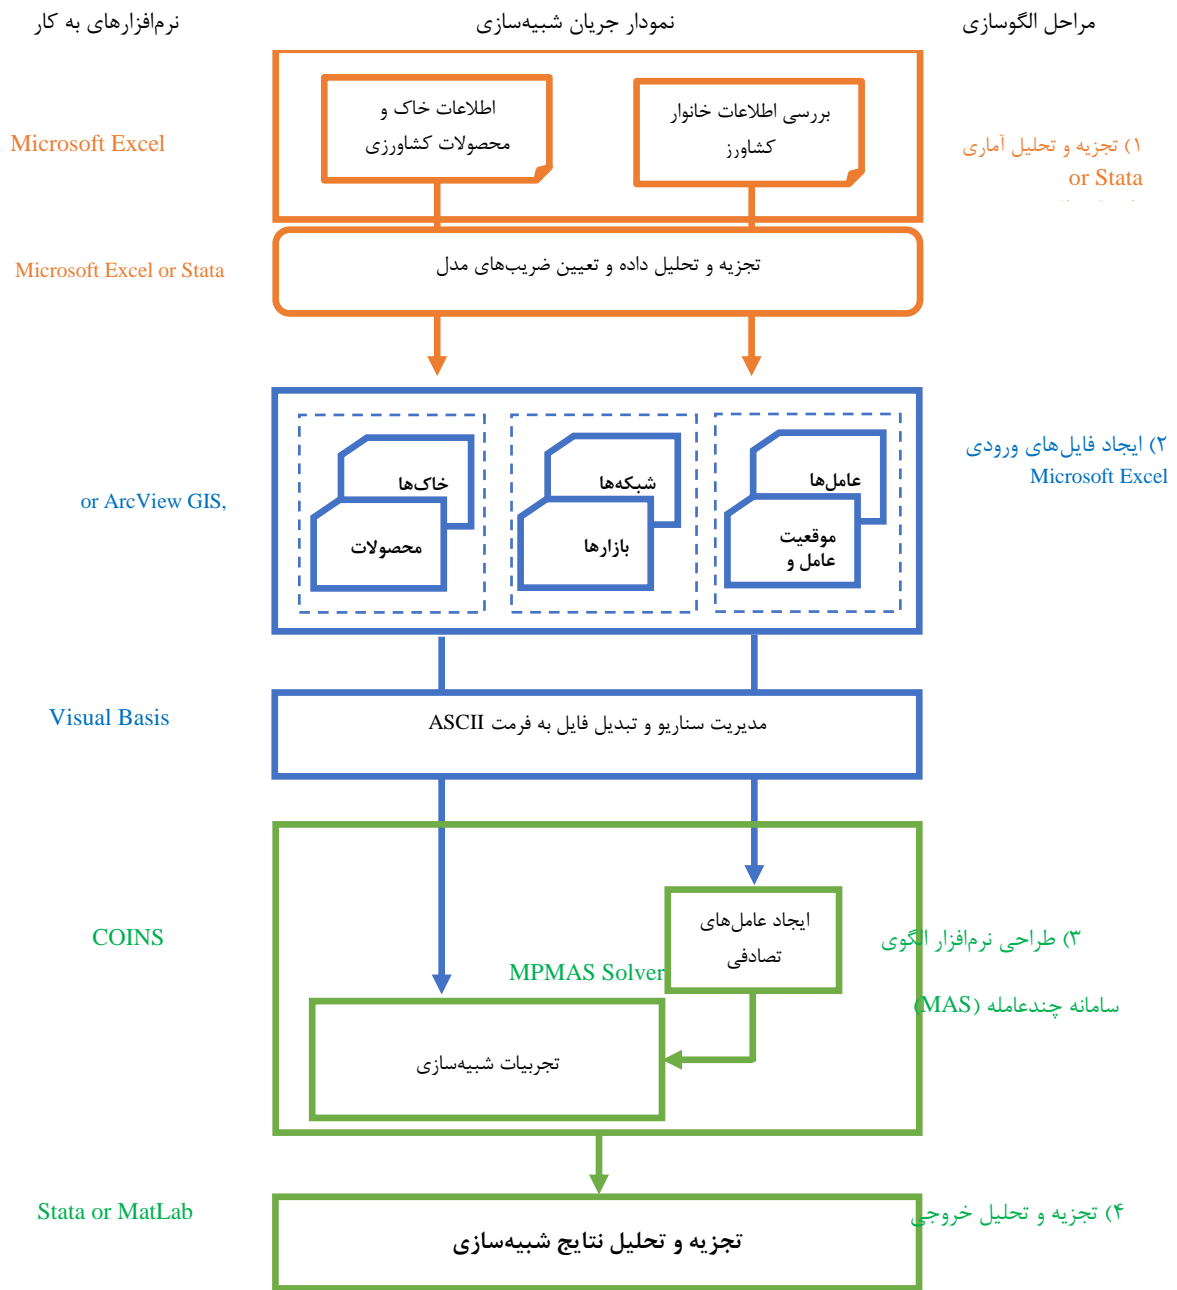 مراحل الگوسازی
نمودار جریان شبیه‌سازی
نرم‌افزارهای به کار
بررسی اطلاعات خانوار
کشاورز
اطلاعات خاک و
محصولات کشاورزی
۱) تجزیه و تحلیل آماری
or Stata
Microsoft Excel
تجزیه و تحلیل داده و تعیین ضریب‌های مدل
Microsoft Excel or Stata
۲) ایجاد فایل‌های ورودی
Microsoft Excel
عامل‌ها
موقعیت
عامل و
شبکه‌ها
بازارها
خاک‌ها
محصولات
or ArcView GIS,
مدیریت سناریو و تبدیل فایل به فرمت ASCII
Visual Basis
۳) طراحی نرم‌افزار الگوی
سامانه چندعامله (MAS)
ایجاد عامل‌های
تصادفی
MPMAS Solver
تجربیات شبیه‌سازی
COINS
۴) تجزیه و تحلیل خروجی
تجزیه و تحلیل نتایج شبیه‌سازی
Stata or MatLab